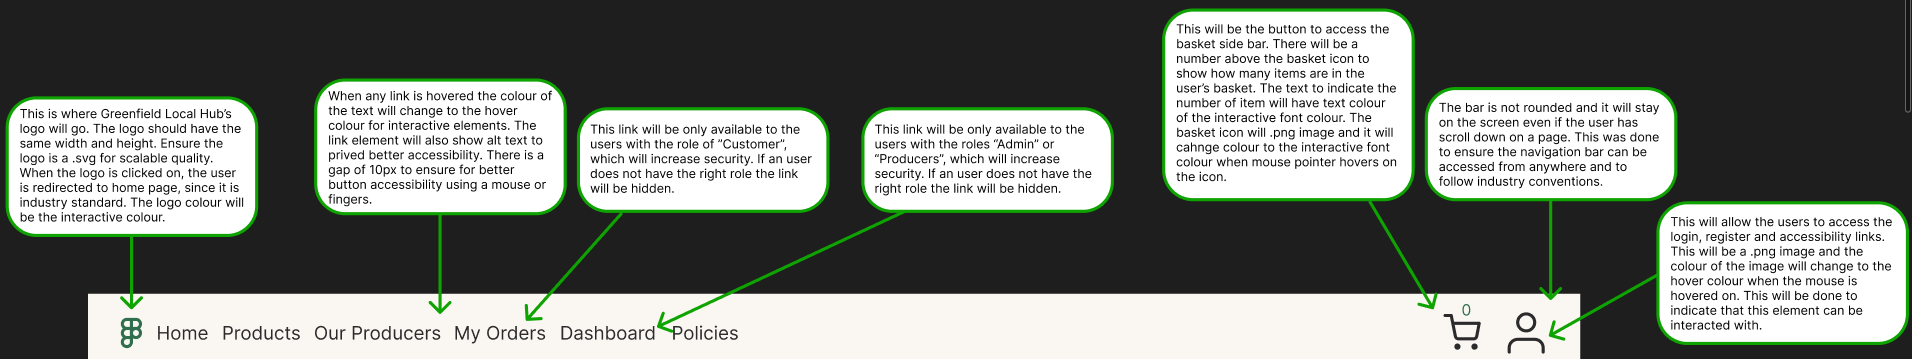 This is where Greenfield Local Hub's
logo will go. The logo should have the
same width and height. Ensure the
logo is a .svg for scalable quality.
When the logo is clicked on, the user
is redirected to home page, since it is
industry standard. The logo colour will
be the interactive colour.
When any link is hovered the colour of
the text will change to the hover
colour for interactive elements. The
link element will also show alt text to
prived better accessibility. There is a
gap of 10px to ensure for better
button accessibility using a mouse or
fingers.
This link will be only available to the
users with the role of "Customer",
which will increase security. If an user
does not have the right role the link
will be hidden.
This link will be only available to the
users with the roles "Admin" or
"Producers", which will increase
security. If an user does not have the
right role the link will be hidden.
This will be the button to access the
basket side bar. There will be a
number above the basket icon to
show how many items are in the
user's basket. The text to indicate the
number of item will have text colour
of the interactive font colour. The
basket icon will .png image and it will
cahnge colour to the interactive font
colour when mouse pointer hovers on
the icon.
The bar is not rounded and it will stay
on the screen even if the user has
scroll down on a page. This was done
to ensure the navigation bar can be
accessed from anywhere and to
follow industry conventions.
This will allow the users to access the
login, register and accessibility links.
This will be a .png image and the
colour of the image will change to the
hover colour when the mouse is
hovered on. This will be done to
indicate that this element can be
interacted with.
Home Products Our Producers My Orders Dashboard Policies
0